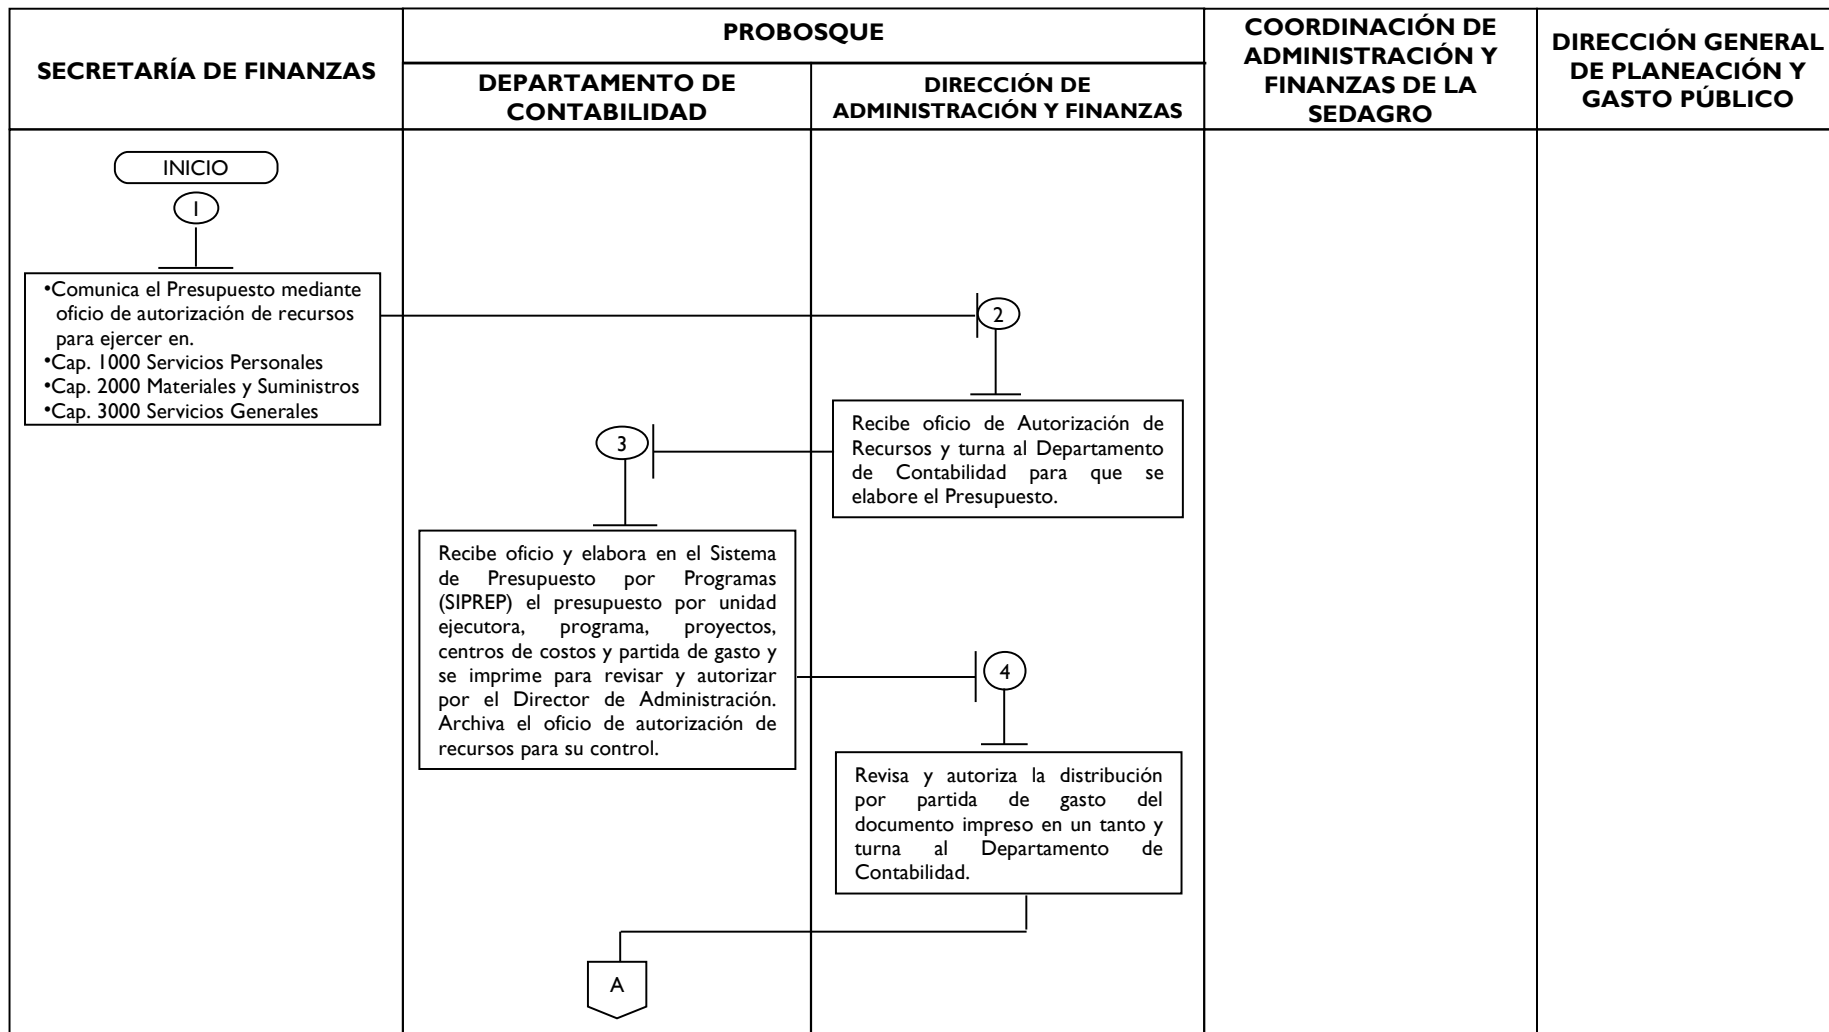 SECRETARÍA DE FINANZAS
PROBOSQUE
DEPARTAMENTO DE
CONTABILIDAD
DIRECCIÓN DE
ADMINISTRACIÓN Y FINANZAS
COORDINACIÓN DE
ADMINISTRACIÓN Y
FINANZAS DE LA
SEDAGRO
DIRECCIÓN GENERAL
DE PLANEACIÓN Y
GASTO PÚBLICO
INICIO
1
•Comunica el Presupuesto mediante
oficio de autorización de recursos
para ejercer en.
•Cap. 1000 Servicios Personales
•Cap. 2000 Materiales y Suministros
•Cap. 3000 Servicios Generales
2
Recibe oficio de Autorización de
Recursos y turna al Departamento
de Contabilidad para que se
elabore el Presupuesto.
3
Recibe oficio y elabora en el Sistema
de Presupuesto por Programas
(SIPREP) el presupuesto por unidad
ejecutora, programa, proyectos,
centros de costos y partida de gasto y
se imprime para revisar y autorizar
por el Director de Administración.
Archiva el oficio de autorización de
recursos para su control.
4
Revisa y autoriza la distribución
por partida de gasto del
documento impreso en un tanto y
turna al Departamento de
Contabilidad.
A